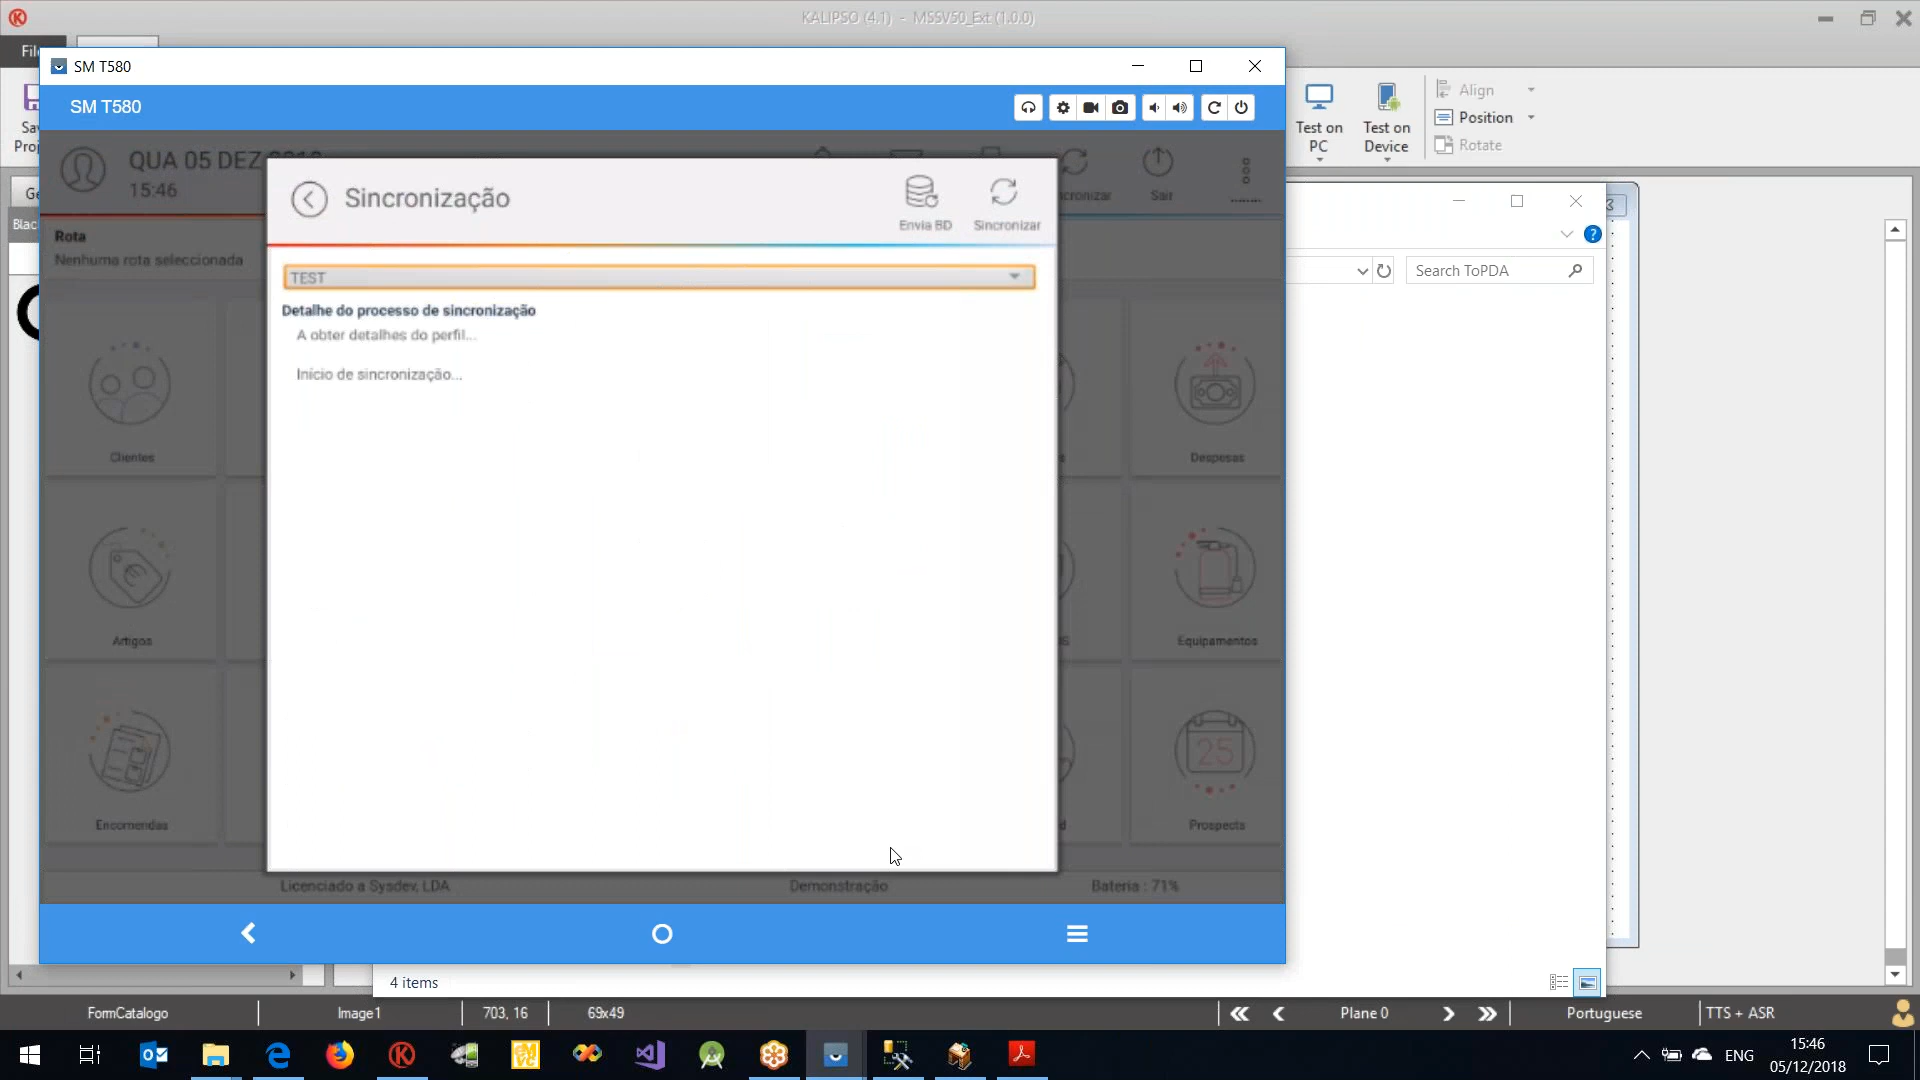 KALIPSO (4.1) - MSSV50_Ext (1.0.0)
SM T580
SM T580
Test on PC
Test on Device
Align
Position
Rotate
QUA 05 DEZ
15:46
Sincronização
Envia BD
Sincronizar
Sair
Rota
Nenhuma rota seleccionada
TEST
Detalhe do processo de sincronização
A obter detalhes do perfil...
Início de sincronização...
Search ToPDA
Clientes
Despesas
Artigos
Equipamentos
Encomendas
Prospects
25
Licenciado a Sysdev, LDA
Demonstração
Bateria : 71%
4 items
FormCatalogo
Image1
703, 16
69x49
Plane 0
Portuguese
TTS + ASR
ENG
15:46
05/12/2018